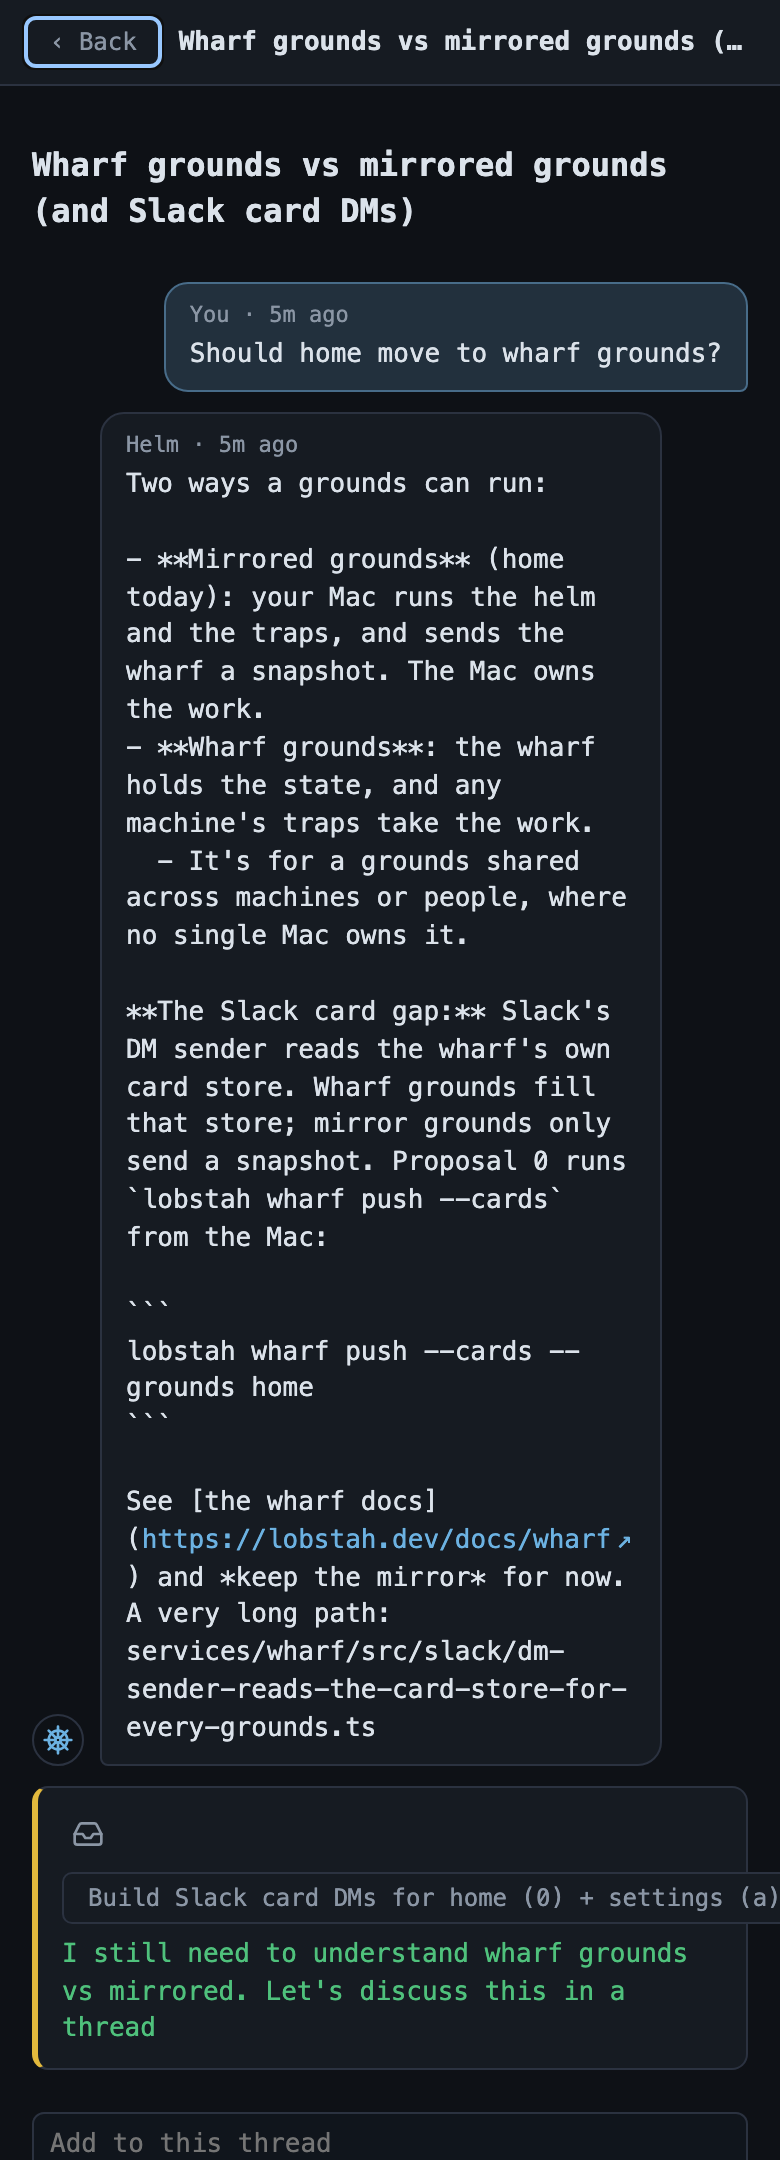 ‹ Back
Wharf grounds vs mirrored grounds (…
Wharf grounds vs mirrored grounds
(and Slack card DMs)
You · 5m ago
Should home move to wharf grounds?
Helm · 5m ago
Two ways a grounds can run:
- **Mirrored grounds** (home
today): your Mac runs the helm
and the traps, and sends the
wharf a snapshot. The Mac owns
the work.
- **Wharf grounds**: the wharf
holds the state, and any
machine's traps take the work.
- It's for a grounds shared
across machines or people, where
no single Mac owns it.
**The Slack card gap:** Slack's
DM sender reads the wharf's own
card store. Wharf grounds fill
that store; mirror grounds only
send a snapshot. Proposal 0 runs
`lobstah wharf push --cards`
from the Mac:
```
lobstah wharf push --cards --
grounds home
```
See [the wharf docs]
(https://lobstah.dev/docs/wharf↗
) and *keep the mirror* for now.
A very long path:
services/wharf/src/slack/dm-
sender-reads-the-card-store-for-
every-grounds.ts
Build Slack card DMs for home (0) + settings (a)
I still need to understand wharf grounds
vs mirrored. Let's discuss this in a
thread
Add to this thread